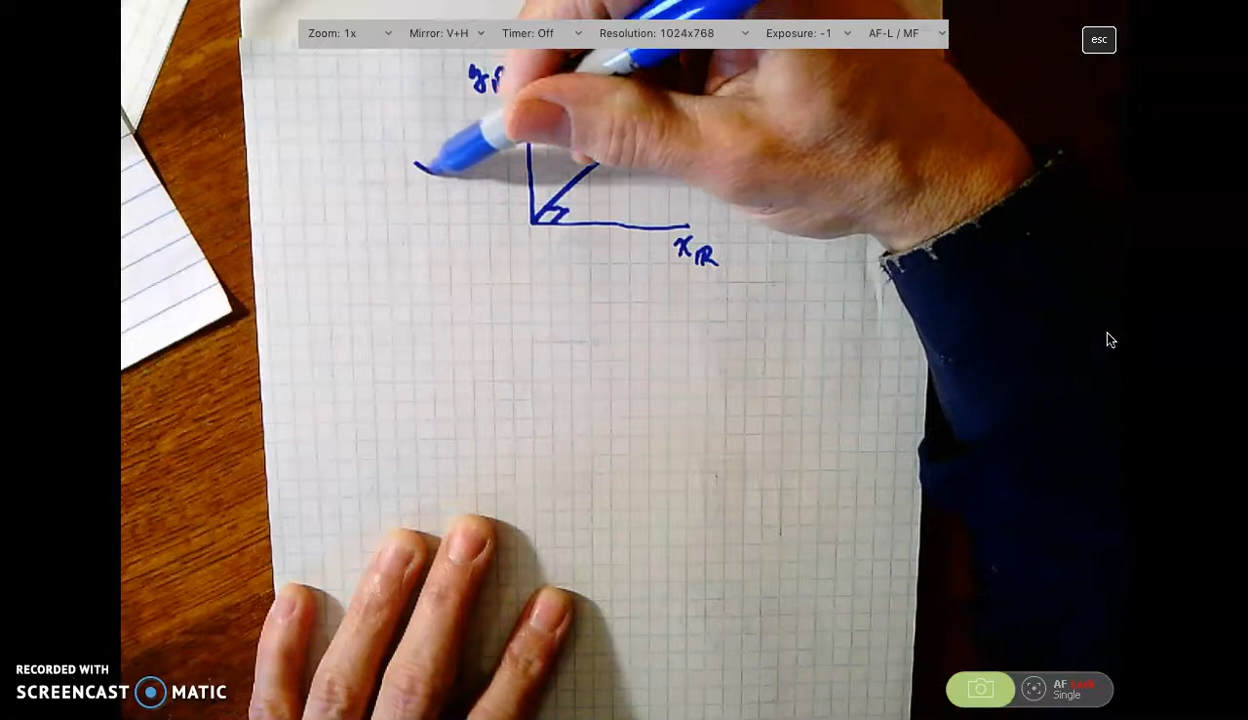 Zoom: 1x Mirror: V+H Timer: Off Resolution: 1024x768 Exposure: -1 AF-L / MF
esc
x_R
RECORDED WITH
SCREENCAST MATIC
AF Lock
Single